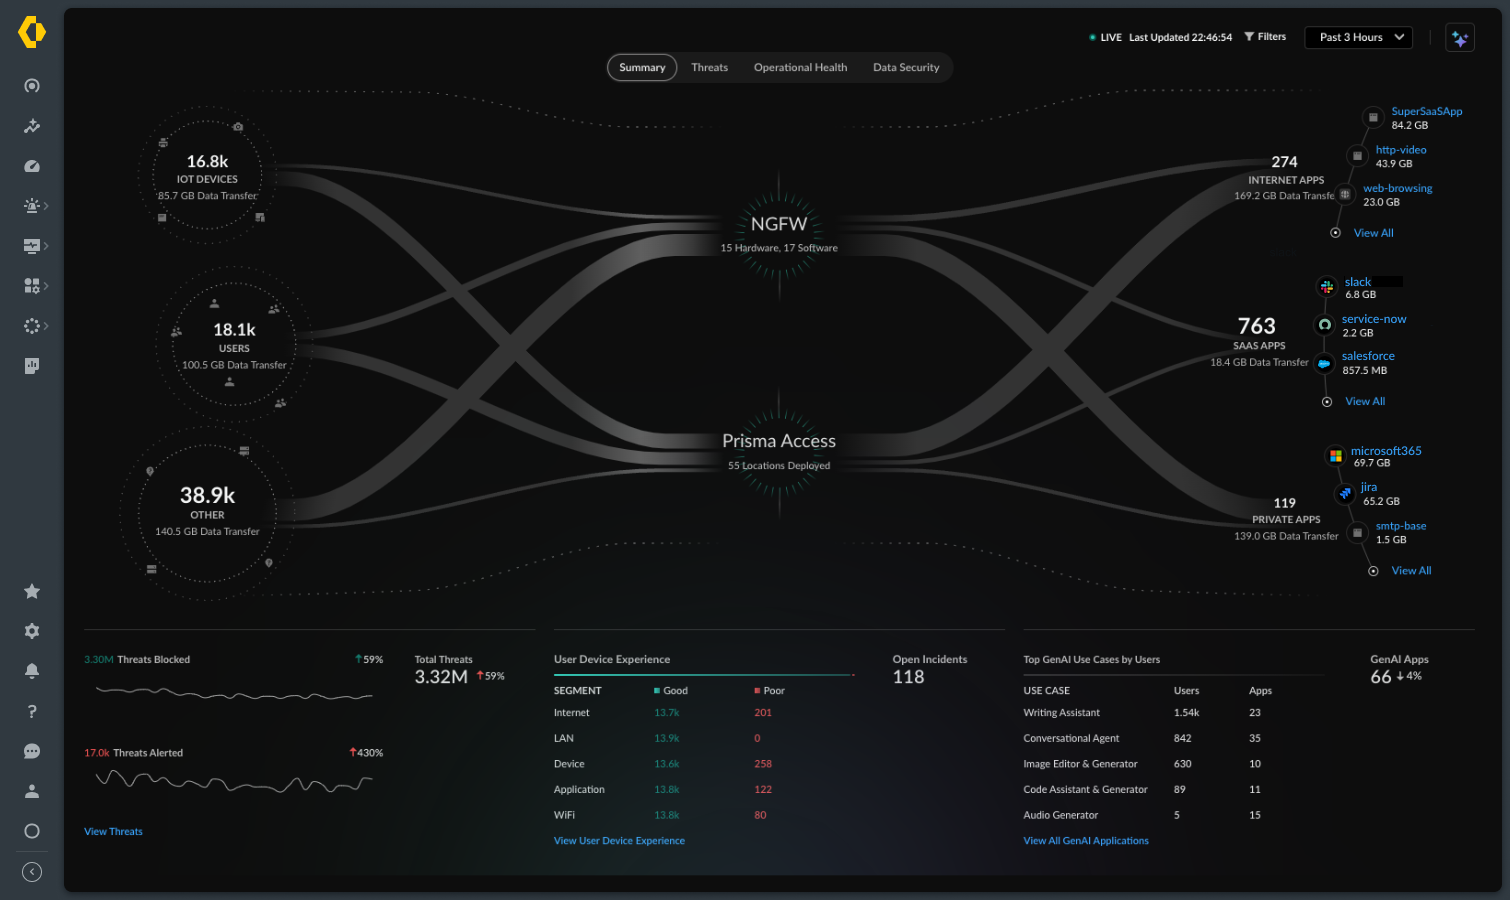 LIVE Last Updated 22:46:54 Filters Past 3 Hours
Summary Threats Operational Health Data Security
16.8k
IOT DEVICES
85.7 GB Data Transfer
18.1k
USERS
100.5 GB Data Transfer
38.9k
OTHER
140.5 GB Data Transfer
NGFW
15 Hardware, 17 Software
Prisma Access
55 Locations Deployed
274
INTERNET APPS
169.2 GB Data Transfer
SuperSaaSApp
84.2 GB
http-video
43.9 GB
web-browsing
23.0 GB
View All
763
SAAS APPS
18.4 GB Data Transfer
slack
6.8 GB
service-now
2.2 GB
salesforce
857.5 MB
View All
119
PRIVATE APPS
139.0 GB Data Transfer
microsoft365
69.7 GB
jira
65.2 GB
smtp-base
1.5 GB
View All
3.30M Threats Blocked 59%
17.0k Threats Alerted 430%
View Threats
Total Threats
3.32M 59%
User Device Experience
SEGMENT Good Poor
Internet 13.7k 201
LAN 13.9k 0
Device 13.6k 258
Application 13.8k 122
WiFi 13.8k 80
View User Device Experience
Open Incidents
118
Top GenAI Use Cases by Users
USE CASE Users Apps
Writing Assistant 1.54k 23
Conversational Agent 842 35
Image Editor & Generator 630 10
Code Assistant & Generator 89 11
Audio Generator 5 15
View All GenAI Applications
GenAI Apps
66 4%